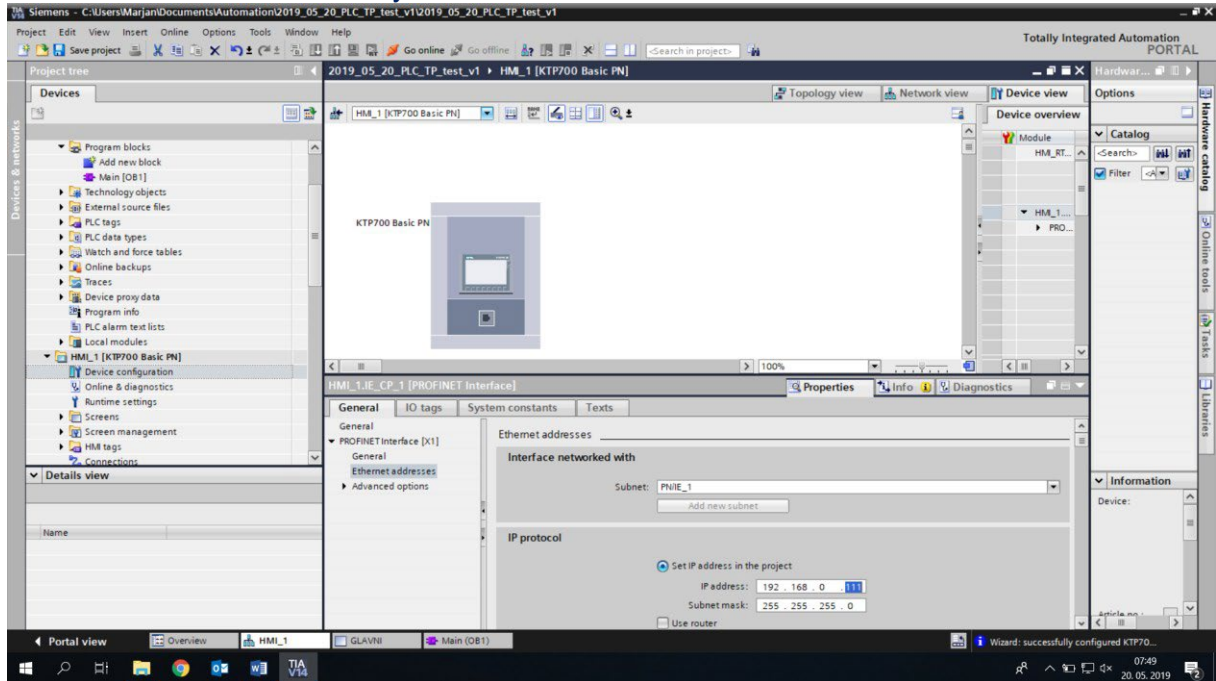 Siemens - C:\Users\Marjan\Documents\Automation\2019_05_20_PLC_TP_test_v1\2019_05_20_PLC_TP_test_v1
Project Edit View Insert Online Options Tools Window Help
Totally Integrated Automation
PORTAL
Save project
Go online
Go offline
<Search in project>
Project tree
2019_05_20_PLC_TP_test_v1 ▸ HMI_1 [KTP700 Basic PN]
Hardwar...
Devices
Topology view
Network view
Device view
Options
HMI_1 [KTP700 Basic PN]
Device overview
Module
HMI_RT...
HMI_1....
PRO...
Catalog
<Search>
Filter
<A
Devices & networks
Program blocks
Add new block
Main [OB1]
Technology objects
External source files
PLC tags
PLC data types
Watch and force tables
Online backups
Traces
Device proxy data
Program info
PLC alarm text lists
Local modules
HMI_1 [KTP700 Basic PN]
Device configuration
Online & diagnostics
Runtime settings
Screens
Screen management
HMI tags
Connections
KTP700 Basic PN
100%
Hardware catalog
Online tools
Tasks
Libraries
Details view
Name
HMI_1.IE_CP_1 [PROFINET Interface]
Properties
Info
Diagnostics
General
IO tags
System constants
Texts
General
PROFINET Interface [X1]
General
Ethernet addresses
Advanced options
Ethernet addresses
Interface networked with
Subnet: PN/IE_1
Add new subnet
IP protocol
Set IP address in the project
IP address: 192 . 168 . 0 . 111
Subnet mask: 255 . 255 . 255 . 0
Use router
Information
Device:
Article no.:
Portal view
Overview
HMI_1
GLAVNI
Main (OB1)
Wizard: successfully configured KTP70...
TIA
V14
07:49
20. 05. 2019